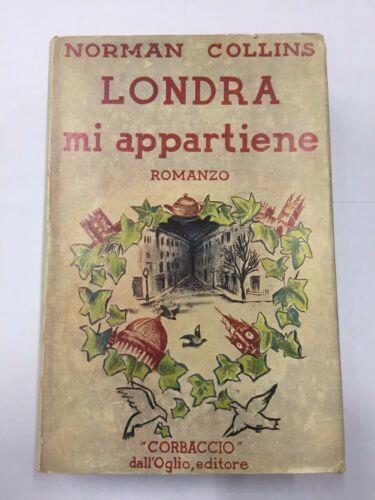 NORMAN COLLINS
LONDRA
mi appartiene
ROMANZO
"CORBACCIO"
dall'Oglio, editore